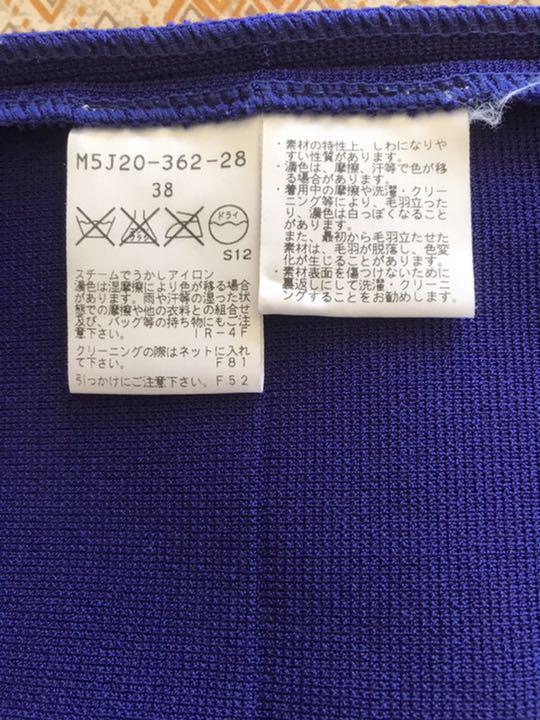 M5J20-362-28
38
ドライ
S12
スチームでうかしアイロン
濃色は湿摩擦により色が移る場合
があります。雨や汗等の湿った状
態での摩擦や他の衣料との組合せ
及び、バッグ等の持ち物にもご注
意下さい。 IR-4F
クリーニングの際はネットに入れ
て下さい。 F81
引っかけにご注意下さい。F52
・素材の特性上、しわになりや
すい性質があります。
・濃色は、摩擦、汗等で色が移
る場合があります。
・着用中の摩擦や洗濯・クリー
ニング等により、毛羽立った
り、濃色は白っぽくなること
があります。
また、最初から毛羽立たせた
素材は、毛羽が脱落し、色変
化が生じることがあります。
・素材表面を傷つけないために
裏返しにして洗濯・クリーニ
ングすることをお勧めします。